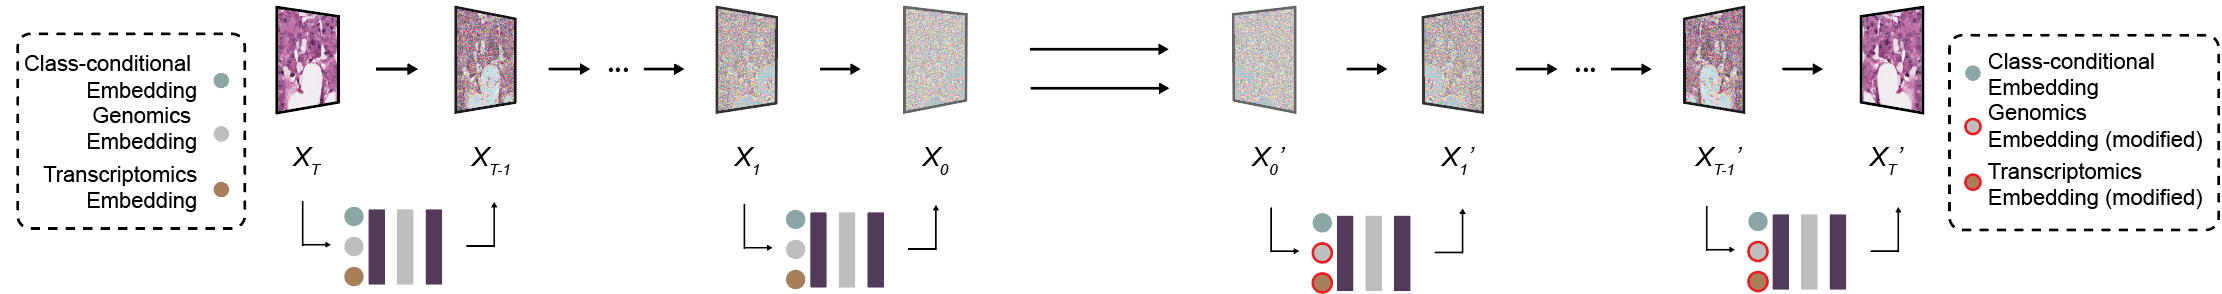 Class-conditional
Embedding
Genomics
Embedding
Transcriptomics
Embedding
X_T
X_{T-1}
...
X_1
X_0
X_0’
X_1’
...
X_{T-1}’
X_T’
Class-conditional
Embedding
Genomics
Embedding (modified)
Transcriptomics
Embedding (modified)